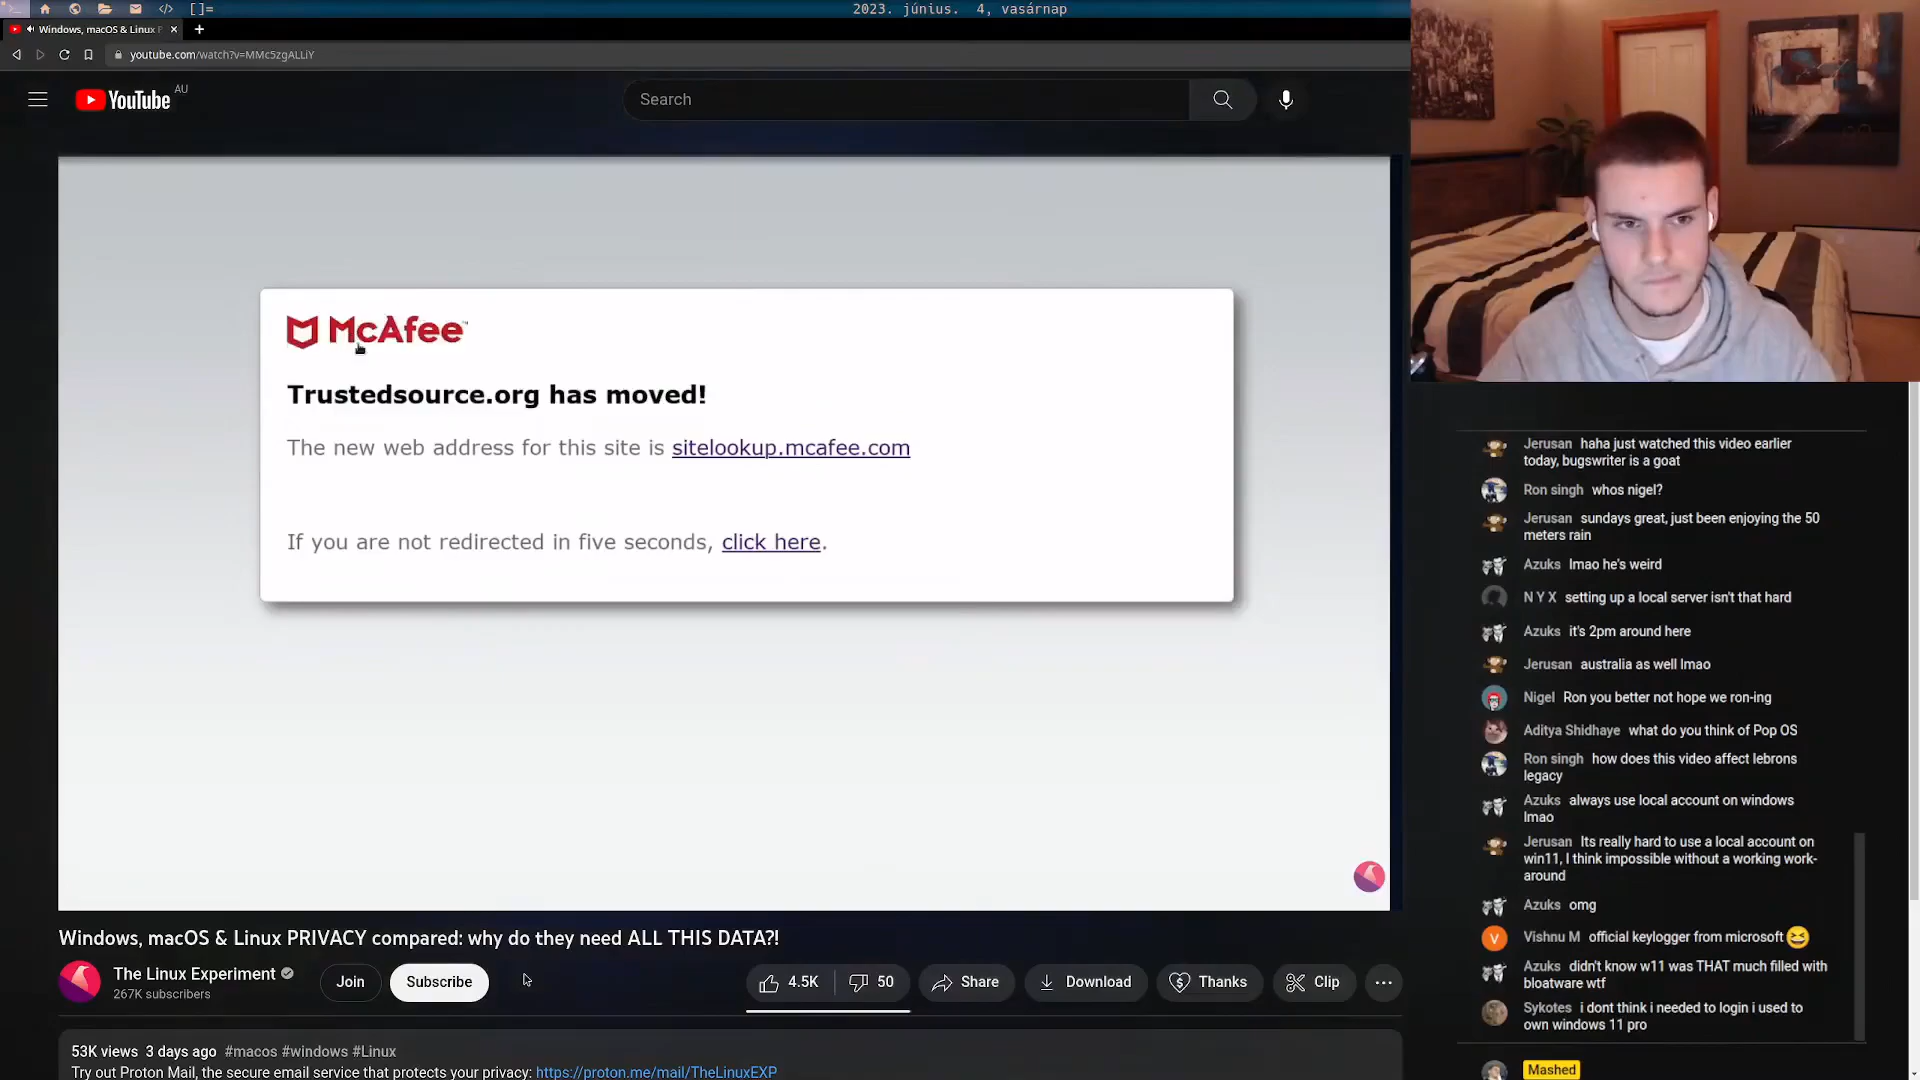 []=
2023. június. 4, vasárnap
Windows, macOS & Linux P
youtube.com/watch?v=MMc5zgALLiY
YouTube
AU
Search
McAfee™
Trustedsource.org has moved!
The new web address for this site is sitelookup.mcafee.com
If you are not redirected in five seconds, click here.
Windows, macOS & Linux PRIVACY compared: why do they need ALL THIS DATA?!
The Linux Experiment
267K subscribers
Join
Subscribe
4.5K
50
Share
Download
Thanks
Clip
53K views 3 days ago #macos #windows #Linux
Try out Proton Mail, the secure email service that protects your privacy: https://proton.me/mail/TheLinuxEXP
Jerusan haha just watched this video earlier
today, bugswriter is a goat
Ron singh whos nigel?
Jerusan sundays great, just been enjoying the 50
meters rain
Azuks lmao he's weird
N Y X setting up a local server isn't that hard
Azuks it's 2pm around here
Jerusan australia as well lmao
Nigel Ron you better not hope we ron-ing
Aditya Shidhaye what do you think of Pop OS
Ron singh how does this video affect lebrons
legacy
Azuks always use local account on windows
lmao
Jerusan Its really hard to use a local account on
win11, I think impossible without a working work-
around
Azuks omg
V
Vishnu M official keylogger from microsoft😆
Azuks didn't know w11 was THAT much filled with
bloatware wtf
Sykotes i dont think i needed to login i used to
own windows 11 pro
Mashed